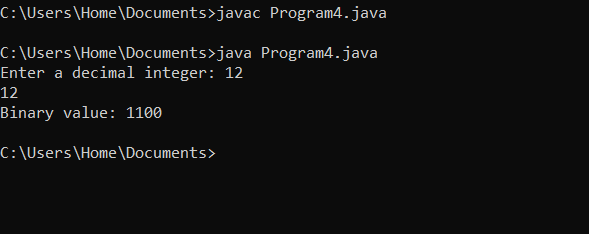 C:\Users\Home\Documents>javac Program4.java
C:\Users\Home\Documents>java Program4.java
Enter a decimal integer: 12
12
Binary value: 1100
C:\Users\Home\Documents>